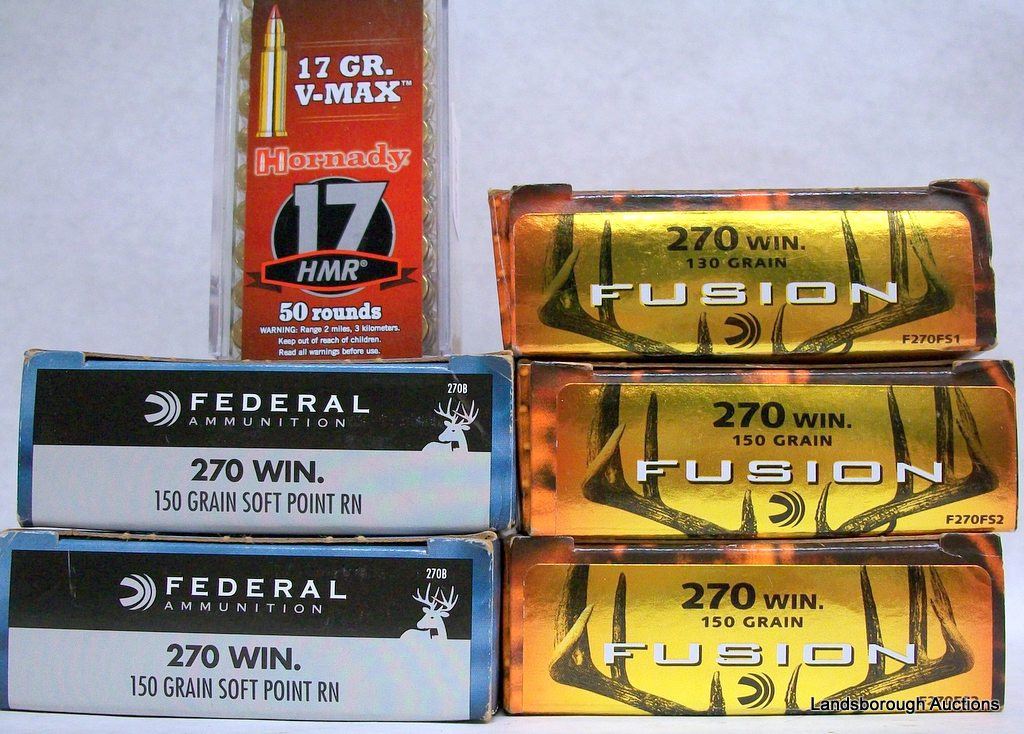 17 GR.
V-MAX™
Hornady
17
HMR®
50 rounds
WARNING: Range 2 miles, 3 kilometers.
Keep out of reach of children.
Read all warnings before use.
270B
FEDERAL
AMMUNITION
270 WIN.
150 GRAIN SOFT POINT RN
270B
FEDERAL
AMMUNITION
270 WIN.
150 GRAIN SOFT POINT RN
270 WIN.
130 GRAIN
FUSION
F270FS1
270 WIN.
150 GRAIN
FUSION
F270FS2
270 WIN.
150 GRAIN
FUSION
Landsborough Auctions